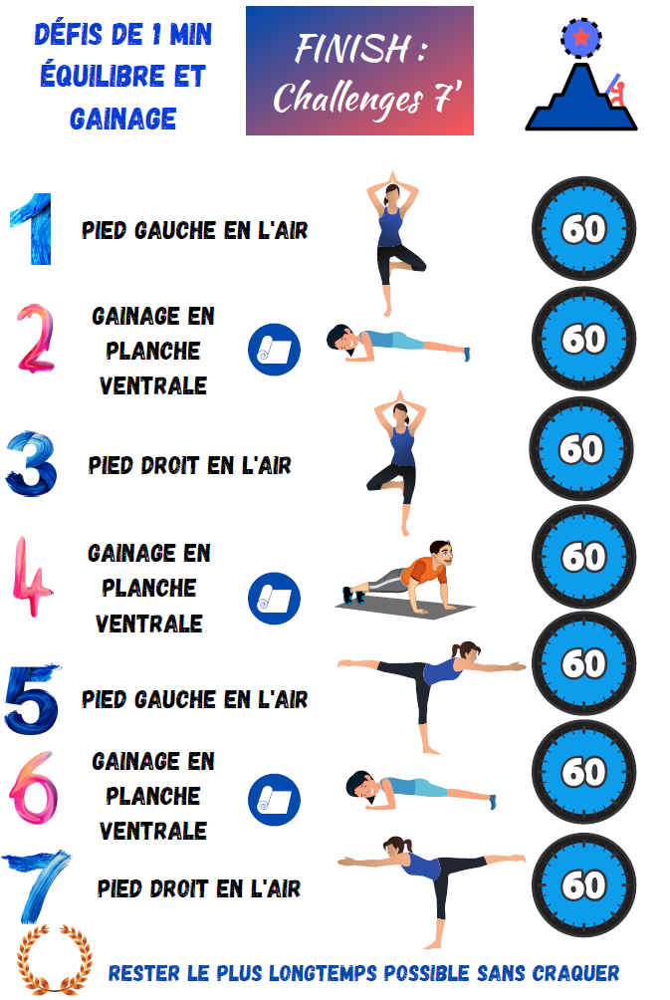 DÉFIS DE 1 MIN
ÉQUILIBRE ET
GAINAGE
FINISH :
Challenges 7'
1
PIED GAUCHE EN L'AIR
60
2
GAINAGE EN
PLANCHE
VENTRALE
60
3
PIED DROIT EN L'AIR
60
4
GAINAGE EN
PLANCHE
VENTRALE
60
5
PIED GAUCHE EN L'AIR
60
6
GAINAGE EN
PLANCHE
VENTRALE
60
7
PIED DROIT EN L'AIR
60
RESTER LE PLUS LONGTEMPS POSSIBLE SANS CRAQUER